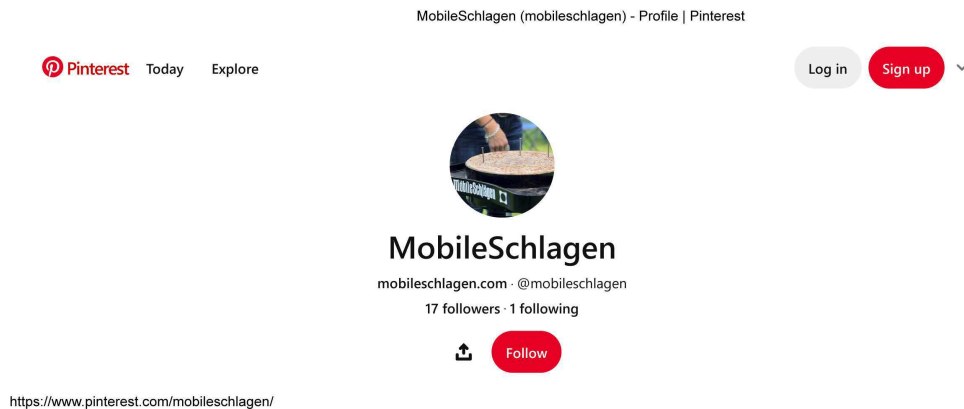 MobileSchlagen (mobileschlagen) - Profile | Pinterest
Pinterest Today Explore Log in Sign up
MobileSchlagen
MobileSchlagen
mobileschlagen.com · @mobileschlagen
17 followers · 1 following
Follow
https://www.pinterest.com/mobileschlagen/